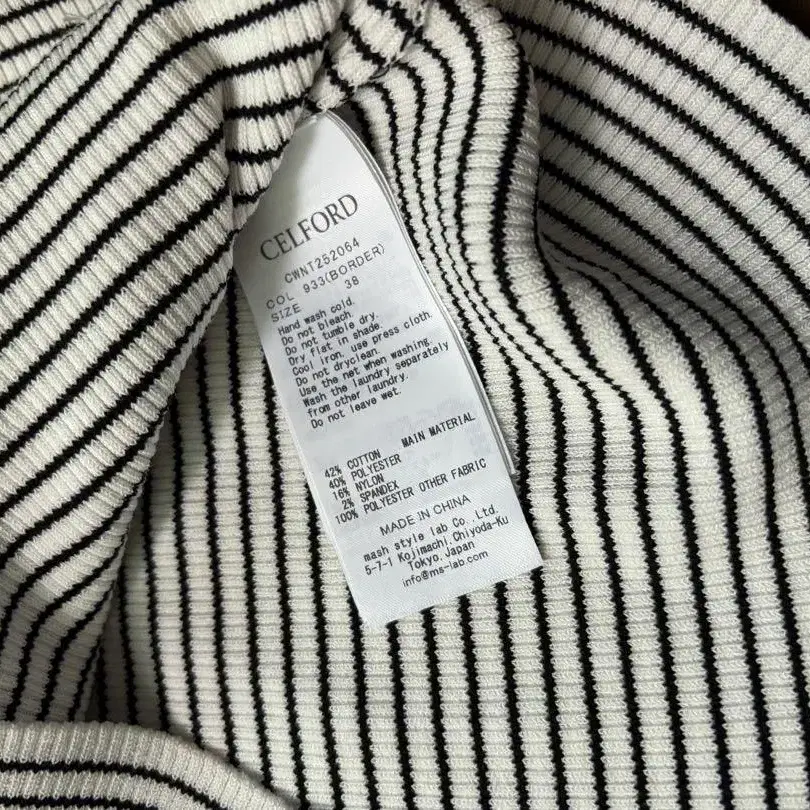 CELFORD
CWNT252064
COL 933(BORDER)
SIZE 38
Hand wash cold.
Do not bleach.
Do not tumble dry.
Dry flat in shade.
Cool iron. use press cloth.
Do not dryclean.
Use the net when washing.
Wash the laundry separately
from other laundry.
Do not leave wet.
MAIN MATERIAL
42% COTTON
40% POLYESTER
16% NYLON
2% SPANDEX
OTHER FABRIC
100% POLYESTER
MADE IN CHINA
mash style lab Co.,Ltd.
5-7-1 Kojimachi, Chiyoda-Ku
Tokyo, Japan
info@ms-lab.com